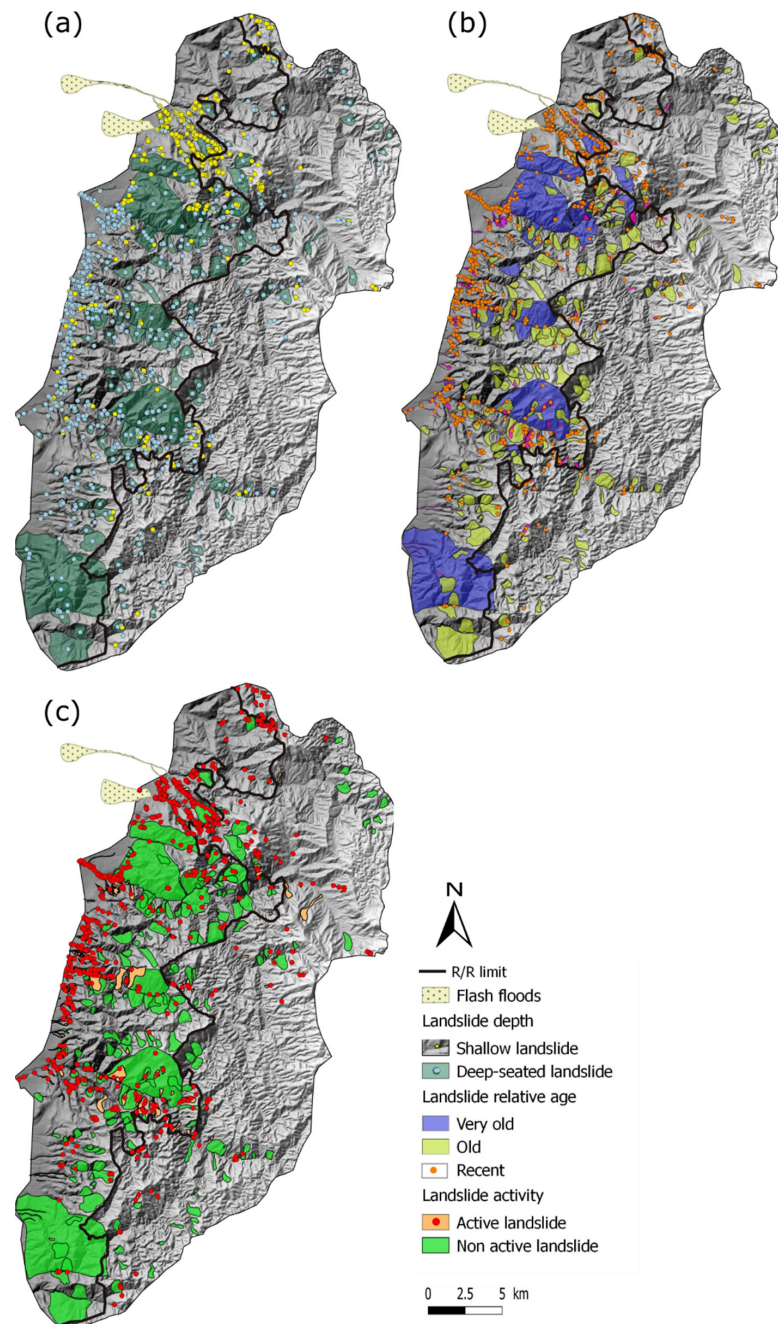 (a)
(b)
(c)
N
R/R limit
Flash floods
Landslide depth
Shallow landslide
Deep-seated landslide
Landslide relative age
Very old
Old
Recent
Landslide activity
Active landslide
Non active landslide
0 2.5 5 km